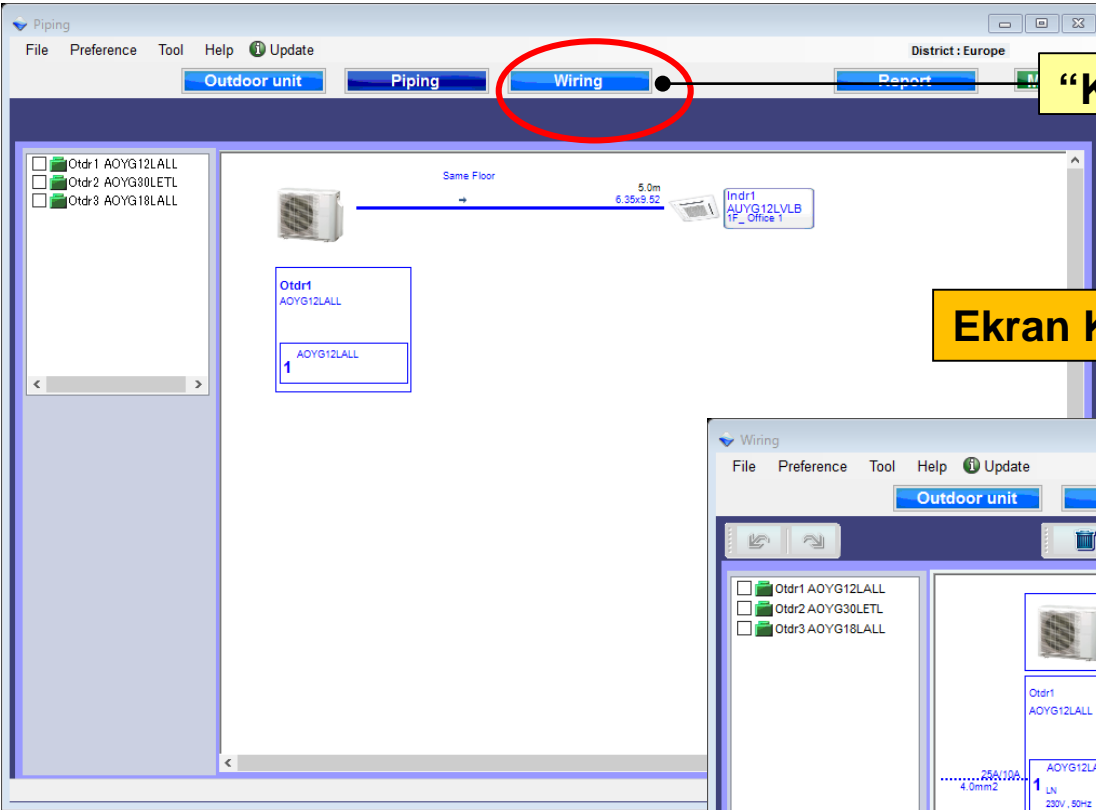 Piping
File Preference Tool Help Update
District : Europe
Outdoor unit Piping Wiring Report
Otdr1 AOYG12LALL
Otdr2 AOYG30LETL
Otdr3 AOYG18LALL
Same Floor
5.0m
6.35x9.52
Indr1
AUYG12LVLB
1F_ Office 1
Otdr1
AOYG12LALL
AOYG12LALL
1
Ekran
Wiring
File Preference Tool Help Update
Outdoor unit
Otdr1 AOYG12LALL
Otdr2 AOYG30LETL
Otdr3 AOYG18LALL
Otdr1
AOYG12LALL
25A/10A
4.0mm2
1
LN
230V , 50Hz